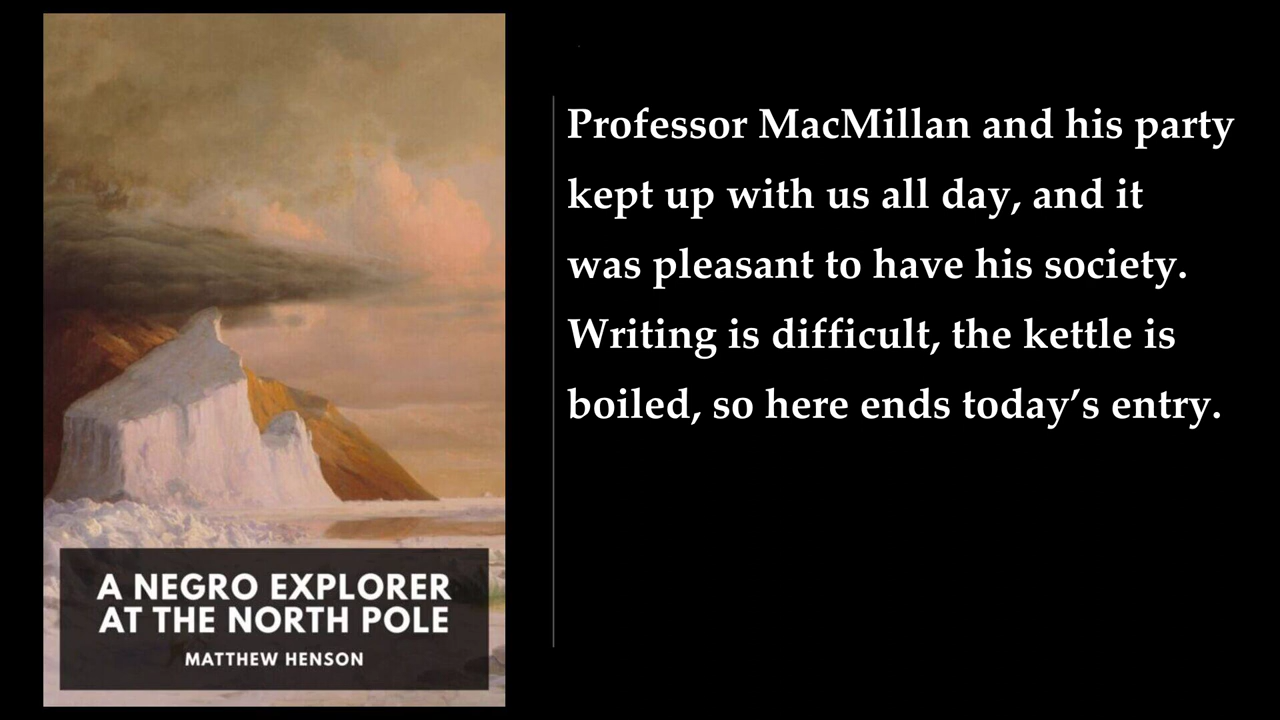 A NEGRO EXPLORER
AT THE NORTH POLE
MATTHEW HENSON
Professor MacMillan and his party
kept up with us all day, and it
was pleasant to have his society.
Writing is difficult, the kettle is
boiled, so here ends today’s entry.